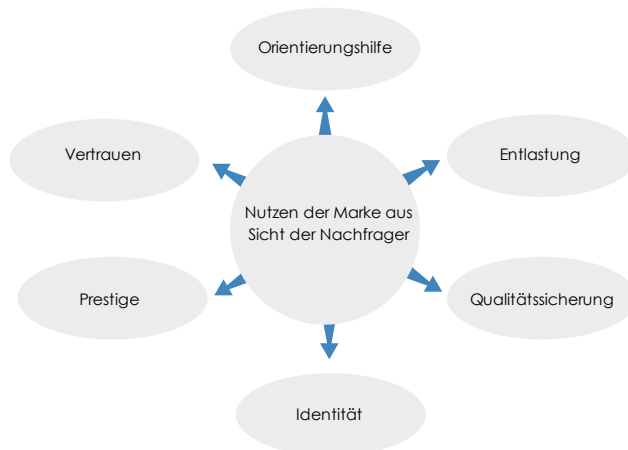 Orientierungshilfe
Vertrauen
Entlastung
Nutzen der Marke aus
Sicht der Nachfrager
Prestige
Qualitätssicherung
Identität